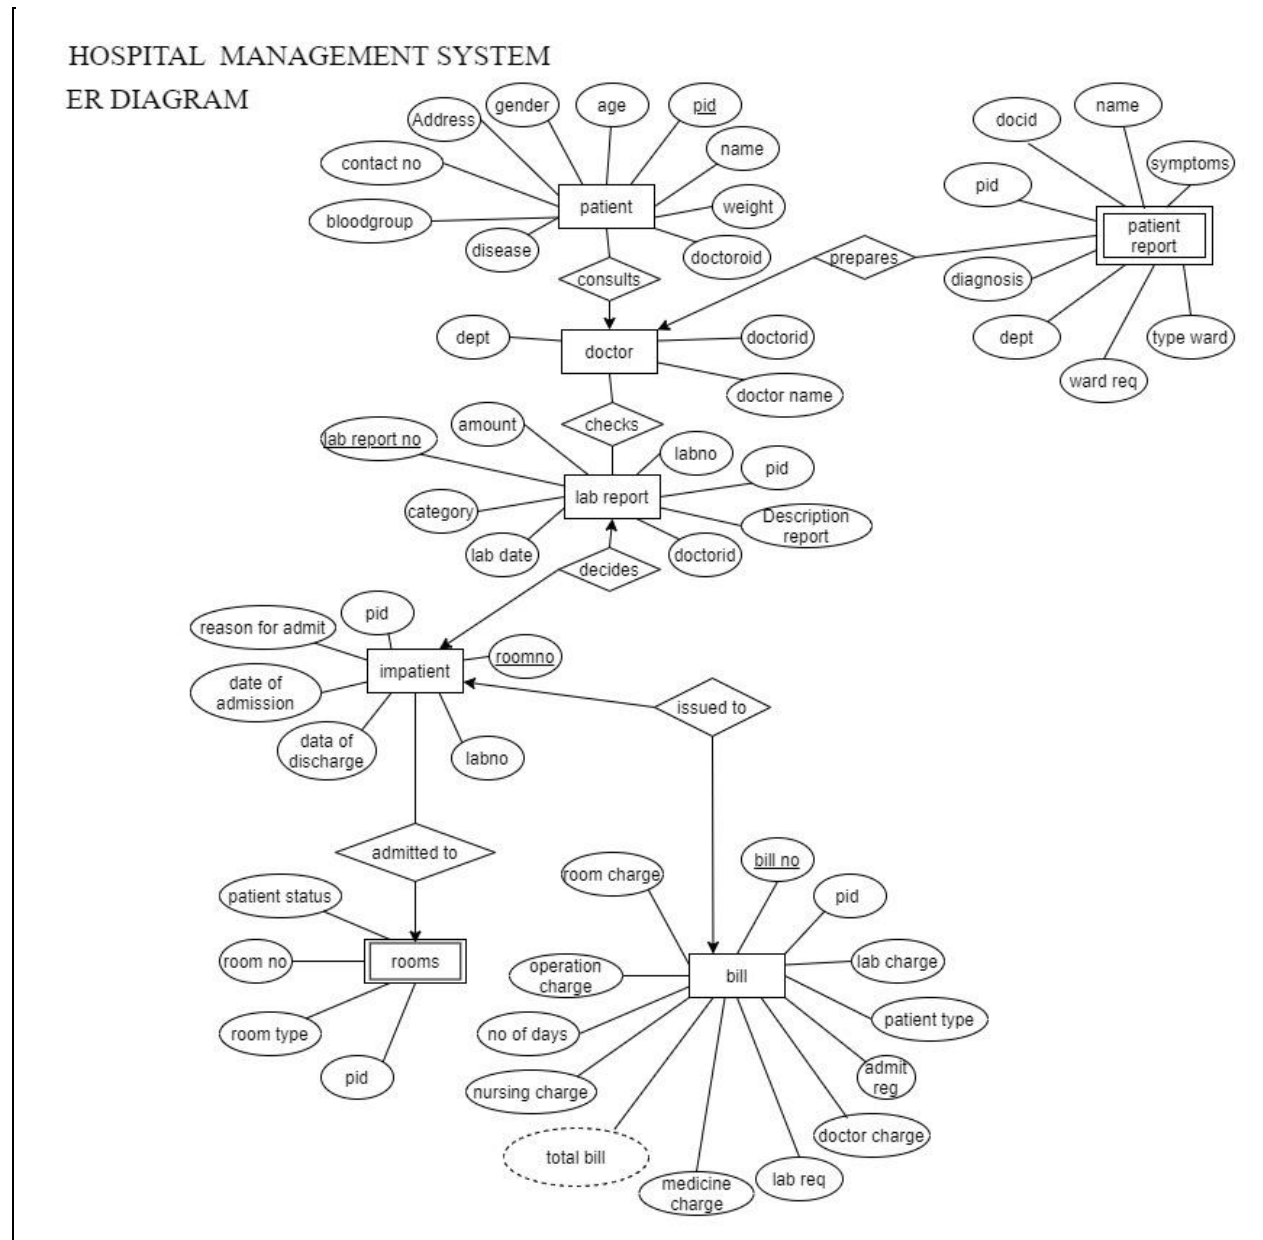 HOSPITAL MANAGEMENT SYSTEM
ER DIAGRAM
gender
age
pid
Address
name
contact no
weight
patient
bloodgroup
disease
doctoroid
docid
name
symptoms
pid
patient
report
diagnosis
dept
type ward
ward req
consults
prepares
dept
doctor
doctorid
doctor name
checks
lab report no
amount
labno
pid
lab report
category
Description
report
lab date
doctorid
decides
pid
reason for admit
roomno
impatient
date of
admission
data of
discharge
labno
issued to
admitted to
patient status
room no
rooms
room type
pid
room charge
bill no
pid
operation
charge
bill
lab charge
no of days
patient type
nursing charge
admit
reg
total bill
doctor charge
medicine
charge
lab req